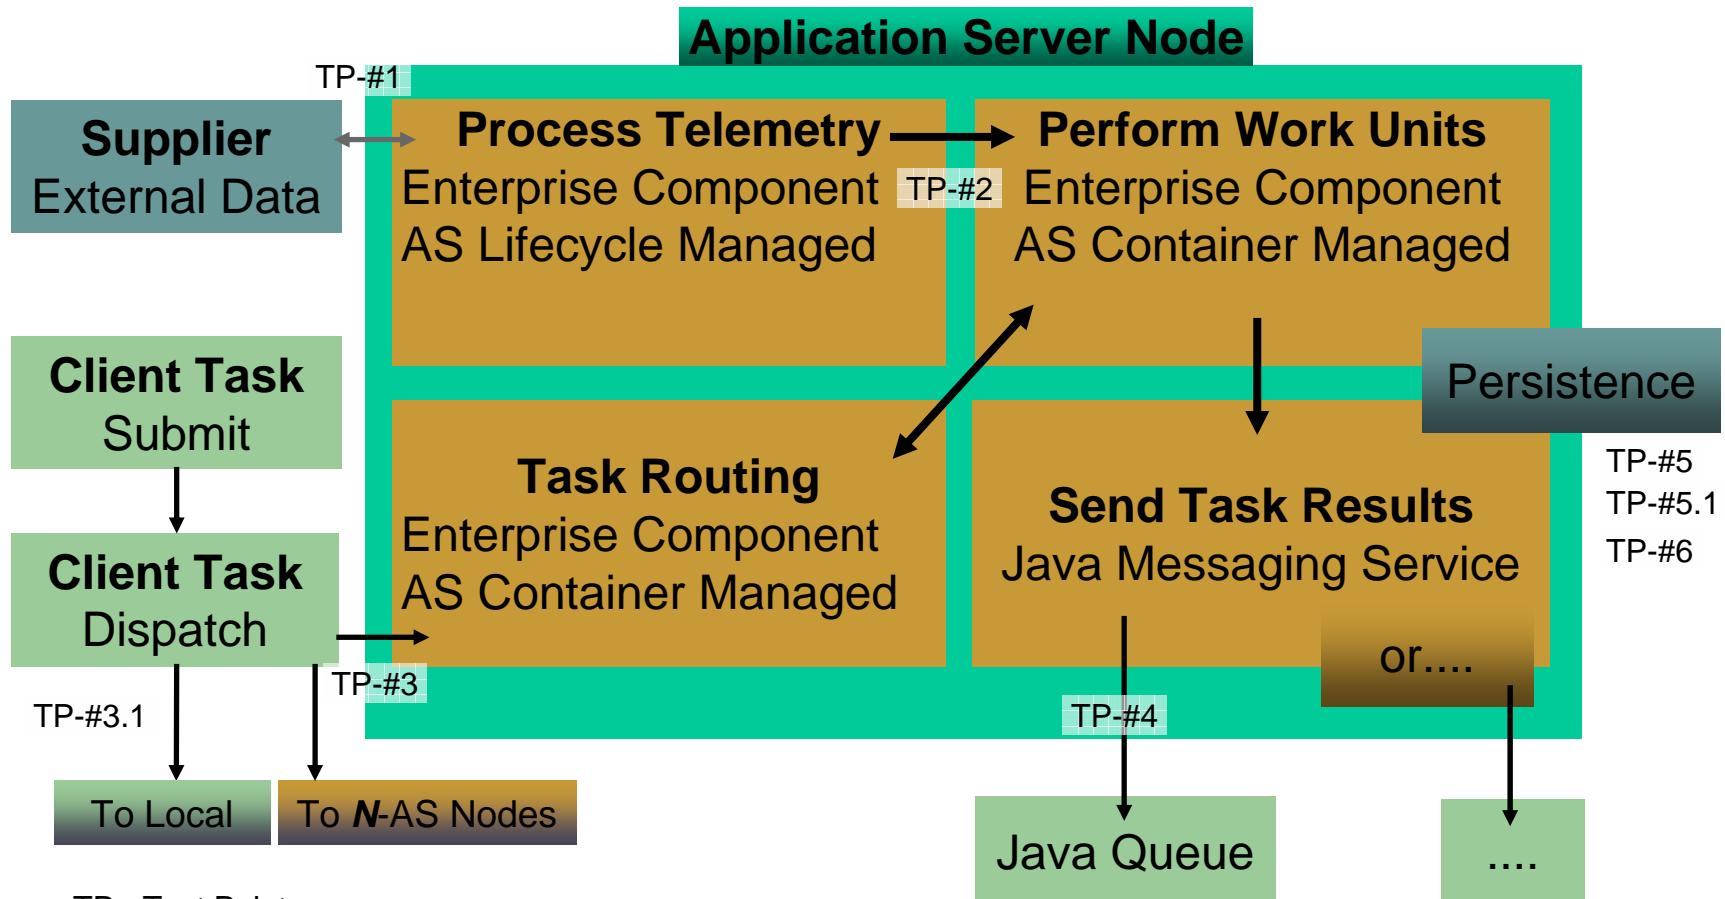 Application Server Node
TP-#1
Supplier
External Data
Process Telemetry
Enterprise Component
AS Lifecycle Managed
TP-#2
Perform Work Units
Enterprise Component
AS Container Managed
Client Task
Submit
Persistence
TP-#5
TP-#5.1
TP-#6
Task Routing
Enterprise Component
AS Container Managed
Send Task Results
Java Messaging Service
or....
Client Task
Dispatch
TP-#3
TP-#3.1
TP-#4
To Local
To N-AS Nodes
Java Queue
....